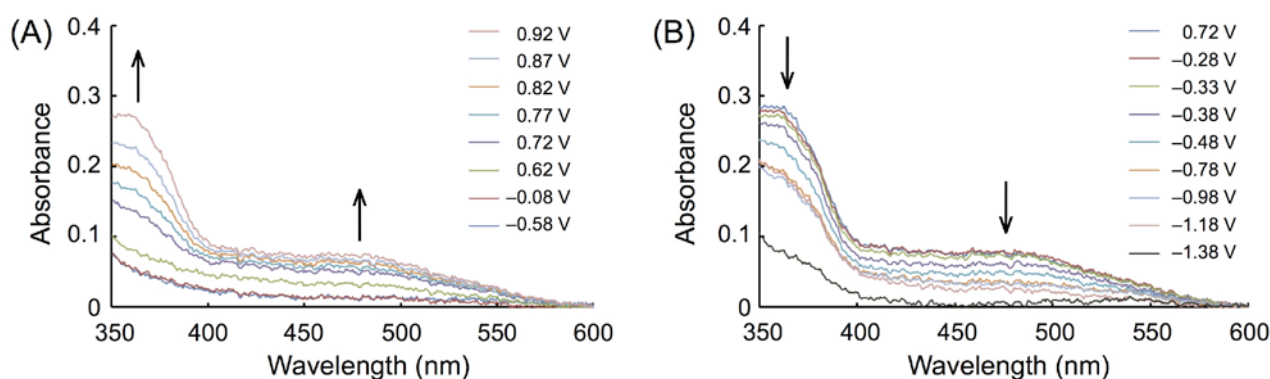 (A)
0.4
0.3
0.2
0.1
0
Absorbance
350
400
450
500
550
600
Wavelength (nm)
0.92 V
0.87 V
0.82 V
0.77 V
0.72 V
0.62 V
–0.08 V
–0.58 V
(B)
0.4
0.3
0.2
0.1
0
Absorbance
350
400
450
500
550
600
Wavelength (nm)
0.72 V
–0.28 V
–0.33 V
–0.38 V
–0.48 V
–0.78 V
–0.98 V
–1.18 V
–1.38 V